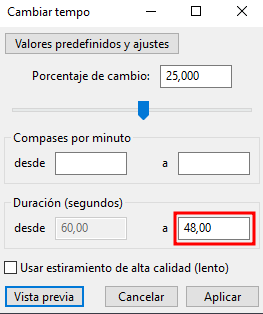 Cambiar tempo
Valores predefinidos y ajustes
Porcentaje de cambio: 25,000
Compases por minuto
desde a
Duración (segundos)
desde 60,00 a 48,00
Usar estiramiento de alta calidad (lento)
Vista previa Cancelar Aplicar